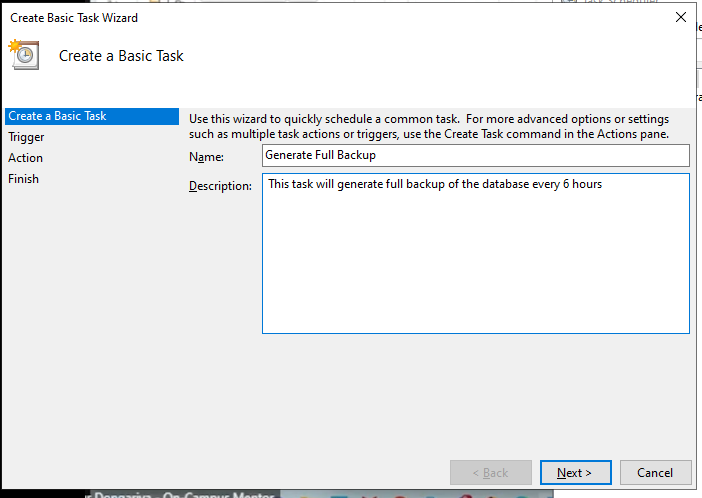 Create Basic Task Wizard
Create a Basic Task
Create a Basic Task
Trigger
Action
Finish
Use this wizard to quickly schedule a common task. For more advanced options or settings
such as multiple task actions or triggers, use the Create Task command in the Actions pane.
Name: Generate Full Backup
Description: This task will generate full backup of the database every 6 hours
< Back Next > Cancel
On-Campus Mentor